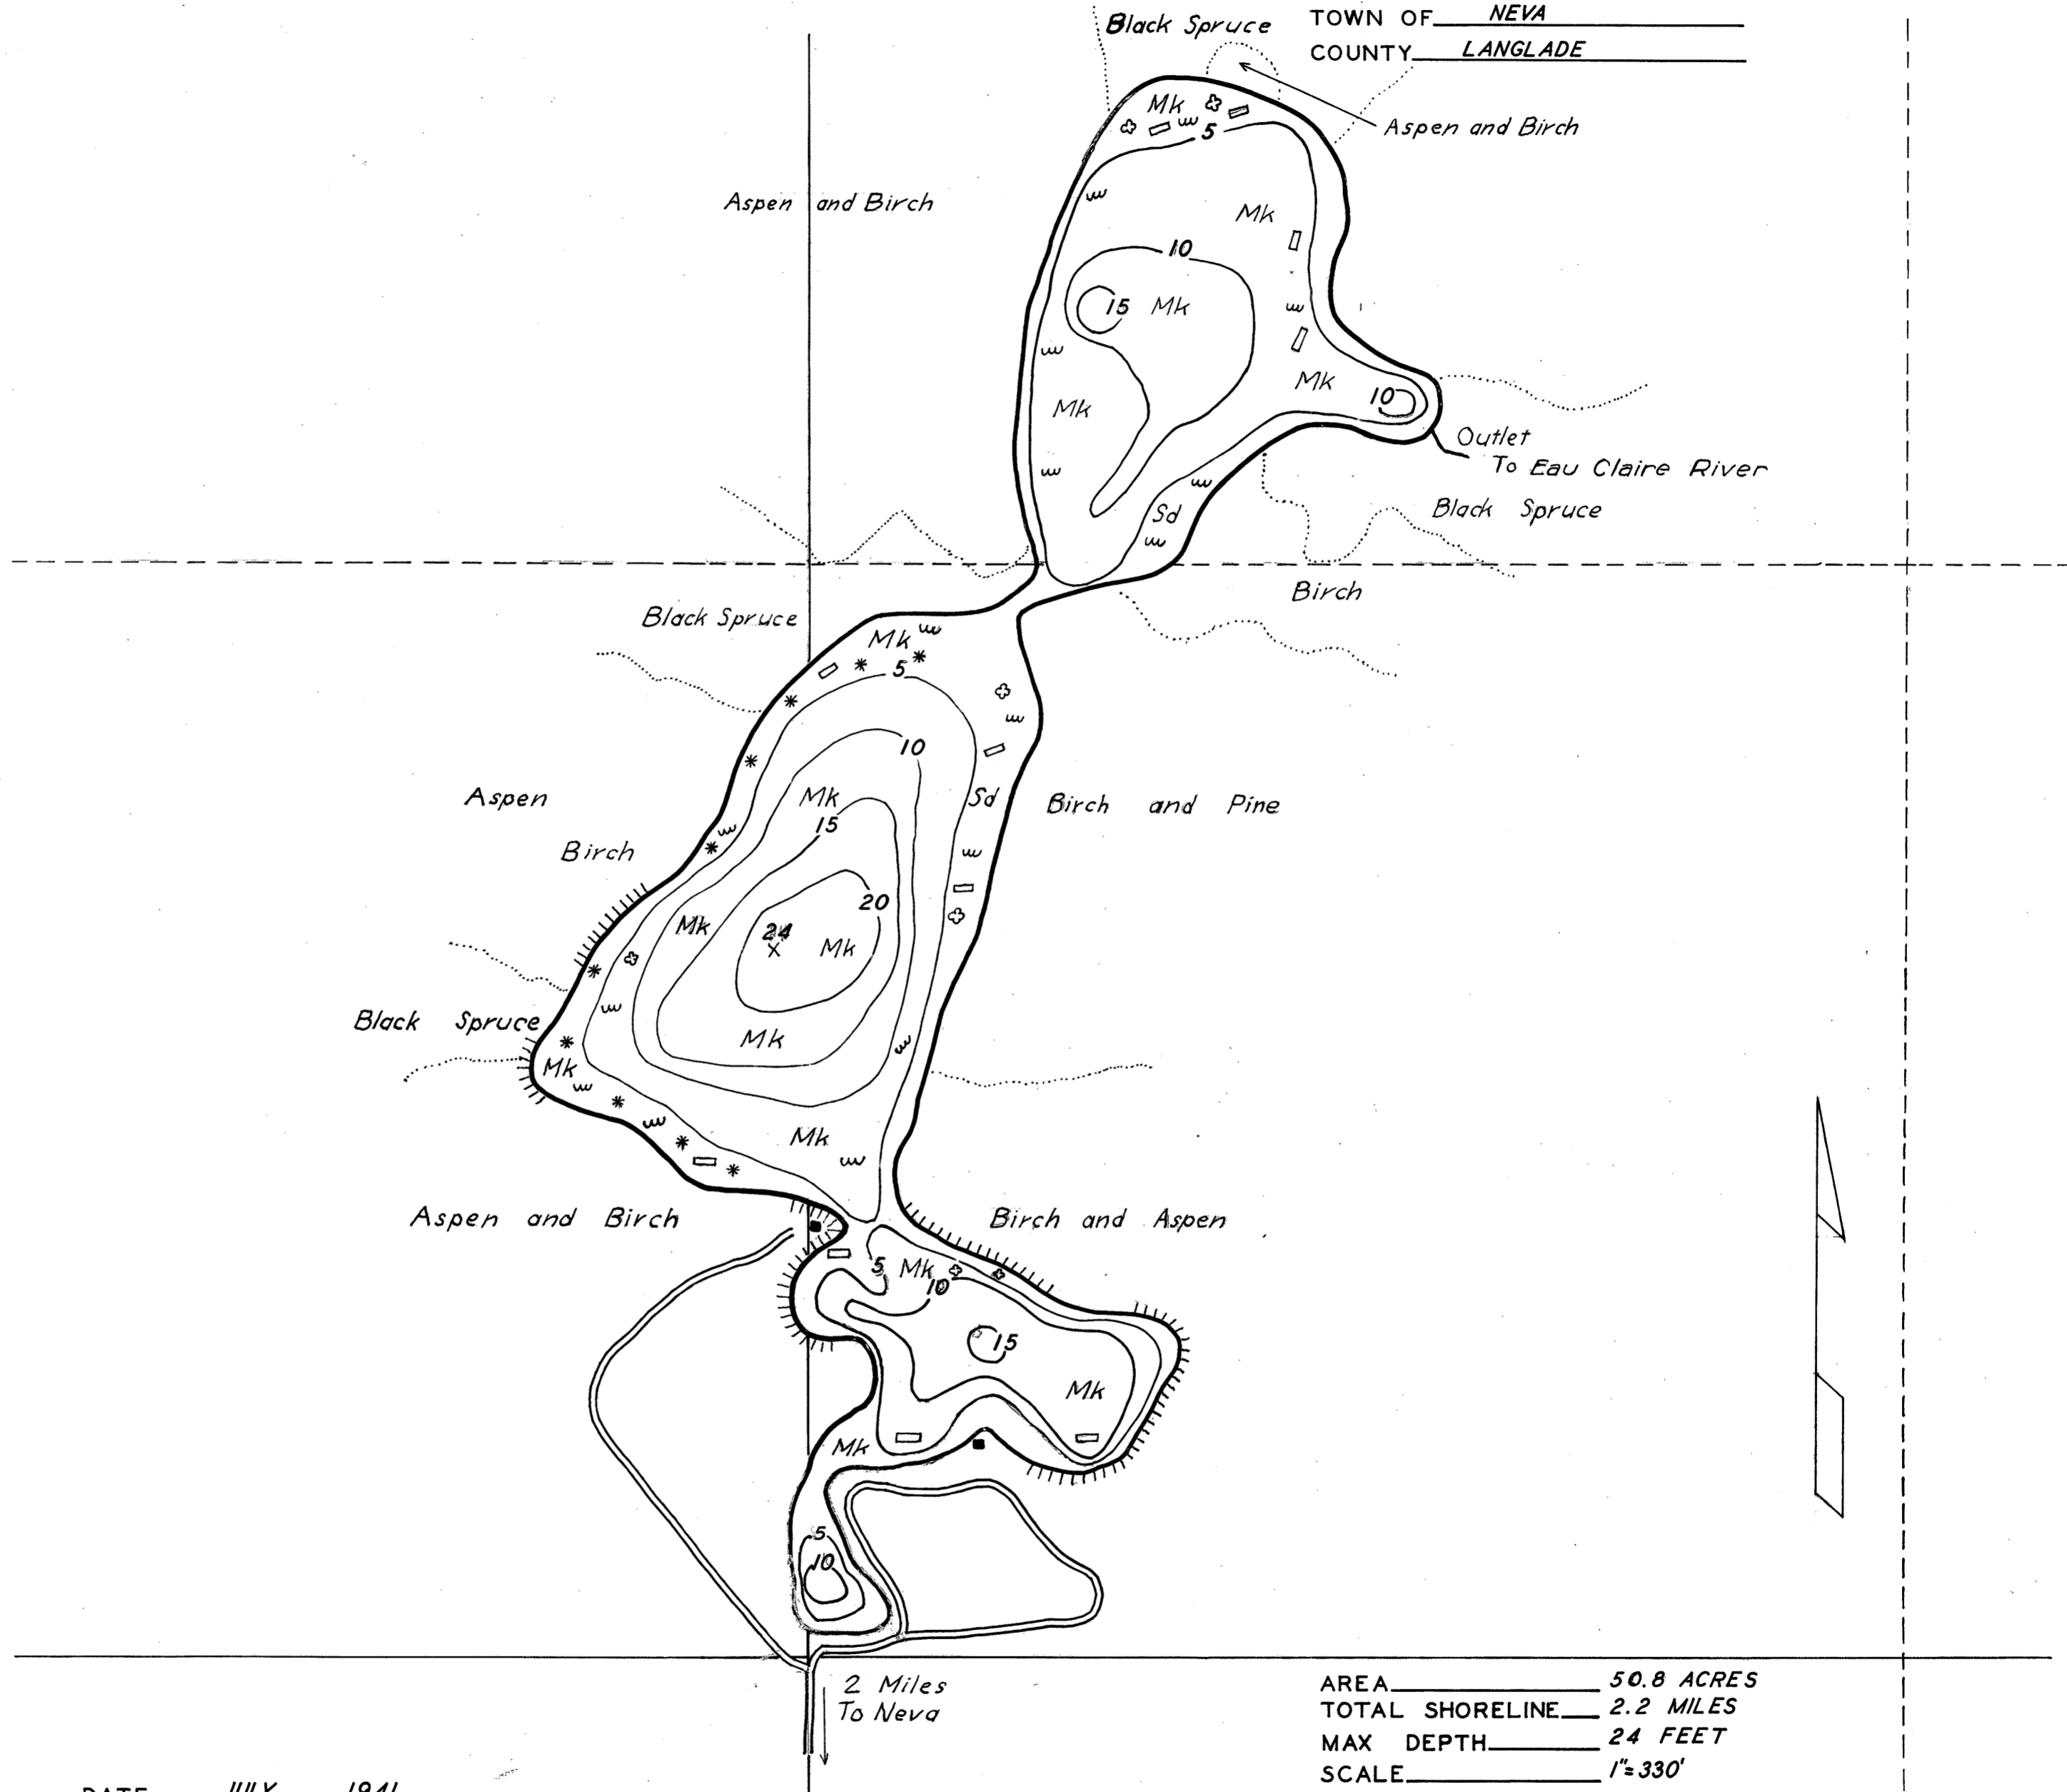 Black Spruce
TOWN OF NEVA
COUNTY LANGLADE
Mk
5
Aspen and Birch
Aspen and Birch
Mk
10
15 Mk
Mk
Mk
10
Outlet
To Eau Claire River
Black Spruce
Sd
Birch
Black Spruce
Mk
5
10
Mk
Sd
Birch and Pine
Aspen
15
Birch
20
Mk
24
X
Mk
Black Spruce
Mk
Mk
Mk
Aspen and Birch
Birch and Aspen
5
Mk
10
15
Mk
Mk
5
10
2 Miles
To Neva
AREA 50.8 ACRES
TOTAL SHORELINE 2.2 MILES
MAX DEPTH 24 FEET
SCALE 1"=330'
DATE JULY 1941